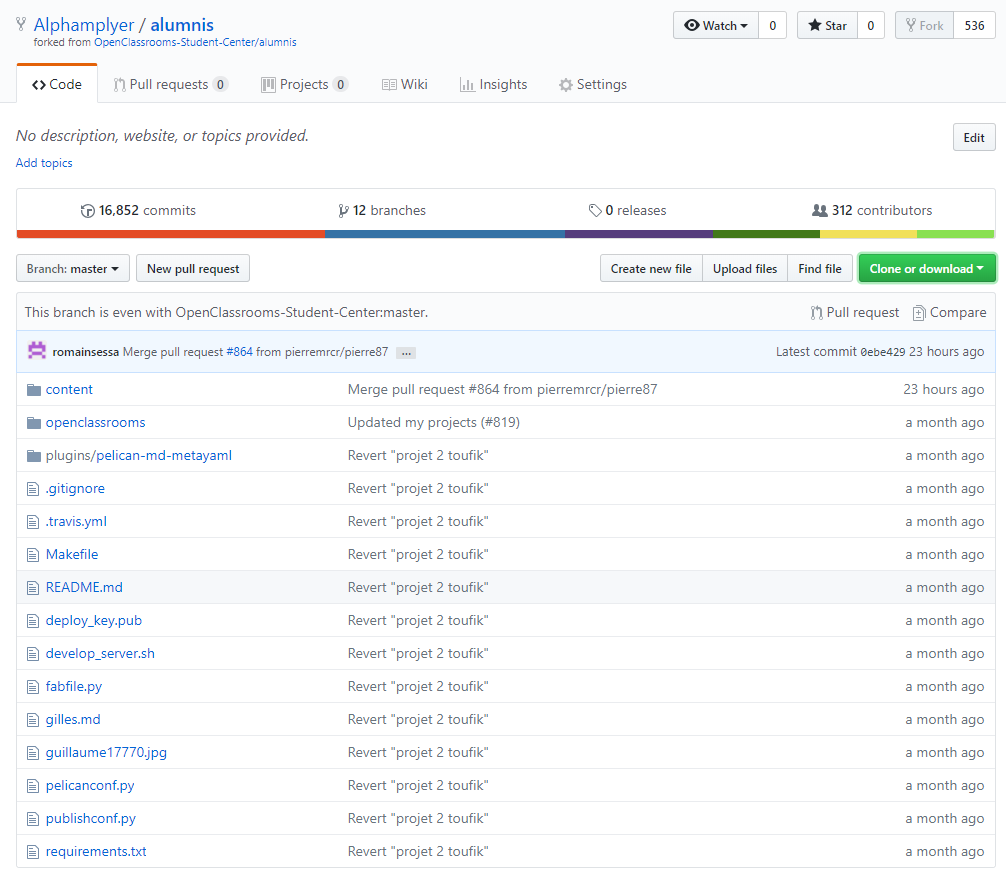 Alphamplyer / alumnis
forked from OpenClassrooms-Student-Center/alumnis
Watch 0 Star 0 Fork 536
Code Pull requests 0 Projects 0 Wiki Insights Settings
No description, website, or topics provided. Edit
Add topics
16,852 commits 12 branches 0 releases 312 contributors
Branch: master New pull request Create new file Upload files Find file Clone or download
This branch is even with OpenClassrooms-Student-Center:master. Pull request Compare
romainsessa Merge pull request #864 from pierremrcr/pierre87 ... Latest commit 0ebe429 23 hours ago
content Merge pull request #864 from pierremrcr/pierre87 23 hours ago
openclassrooms Updated my projects (#819) a month ago
plugins/pelican-md-metayaml Revert "projet 2 toufik" a month ago
.gitignore Revert "projet 2 toufik" a month ago
.travis.yml Revert "projet 2 toufik" a month ago
Makefile Revert "projet 2 toufik" a month ago
README.md Revert "projet 2 toufik" a month ago
deploy_key.pub Revert "projet 2 toufik" a month ago
develop_server.sh Revert "projet 2 toufik" a month ago
fabfile.py Revert "projet 2 toufik" a month ago
gilles.md Revert "projet 2 toufik" a month ago
guillaume17770.jpg Revert "projet 2 toufik" a month ago
pelicanconf.py Revert "projet 2 toufik" a month ago
publishconf.py Revert "projet 2 toufik" a month ago
requirements.txt Revert "projet 2 toufik" a month ago